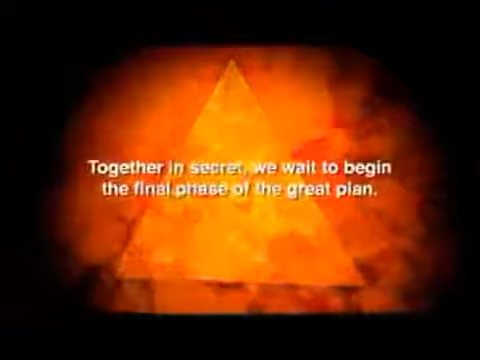 Together in secret, we wait to begin
the final phase of the great plan.